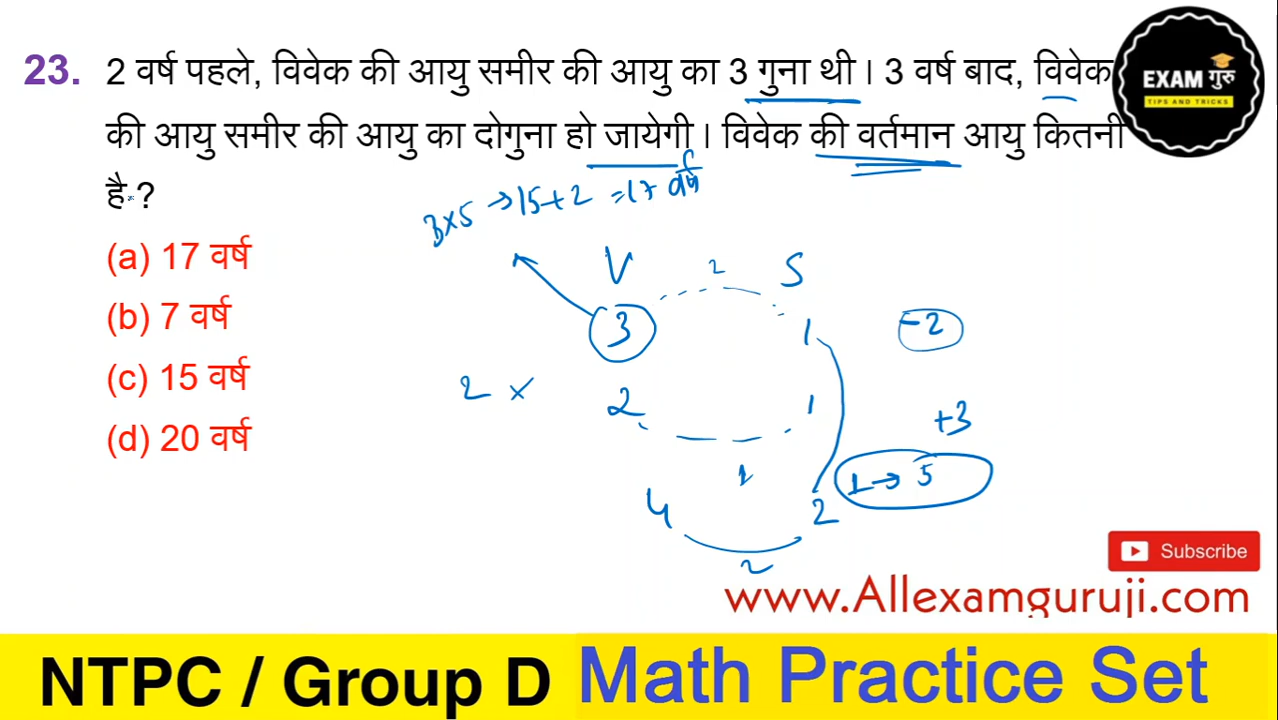 23. 2 वर्ष पहले, विवेक की आयु समीर की आयु का 3 गुना थी। 3 वर्ष बाद, विवेक
की आयु समीर की आयु का दोगुना हो जायेगी। विवेक की वर्तमान आयु कितनी
है ?
EXAM गुरु
TIPS AND TRICKS
3×5 → 15+2 = 17 वर्ष
(a) 17 वर्ष
(b) 7 वर्ष
(c) 15 वर्ष
(d) 20 वर्ष
V 2 S
3 1 -2
2 × 2 1 +3
1 1 → 5
4 2
2
Subscribe
www.Allexamguruji.com
NTPC / Group D Math Practice Set